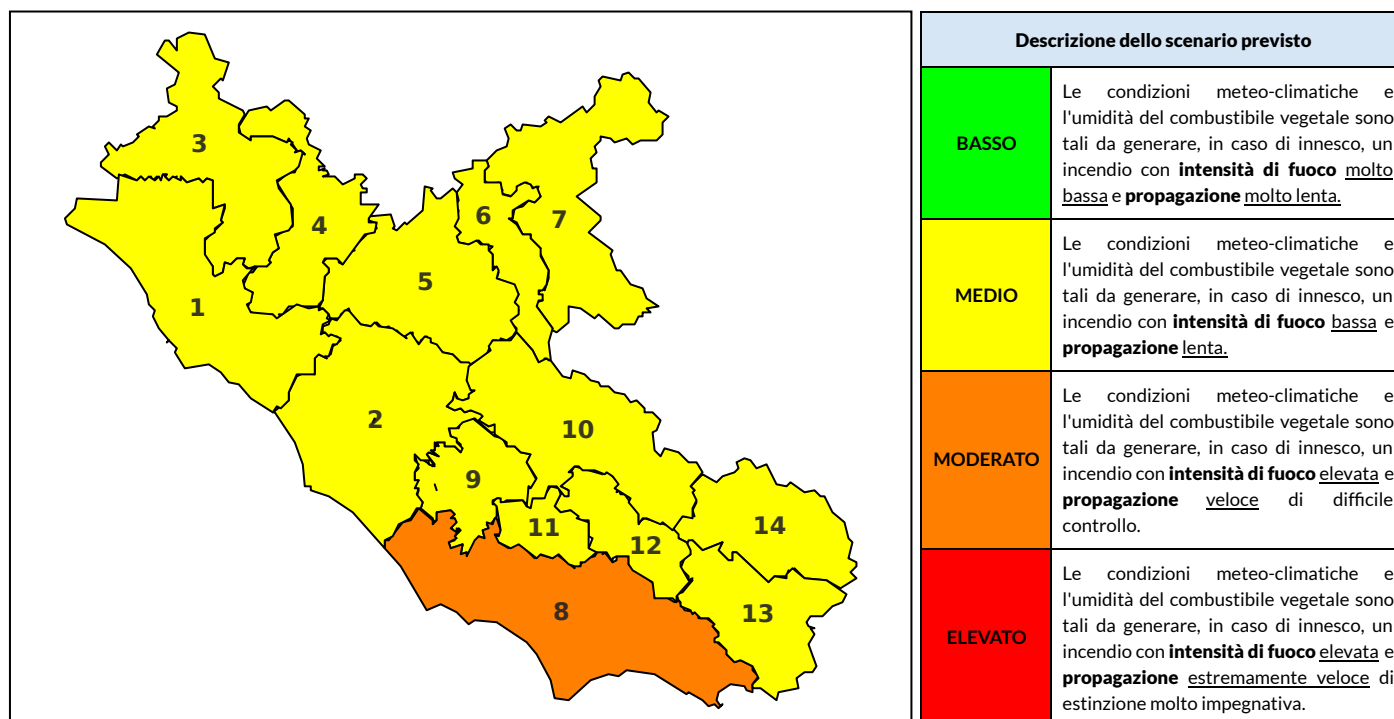 3
4
6
7
5
1
2
10
9
11
12
14
8
13
Descrizione dello scenario previsto
BASSO
Le condizioni meteo-climatiche e
l'umidità del combustibile vegetale sono
tali da generare, in caso di innesco, un
incendio con intensità di fuoco molto
bassa e propagazione molto lenta.
MEDIO
Le condizioni meteo-climatiche e
l'umidità del combustibile vegetale sono
tali da generare, in caso di innesco, un
incendio con intensità di fuoco bassa e
propagazione lenta.
MODERATO
Le condizioni meteo-climatiche e
l'umidità del combustibile vegetale sono
tali da generare, in caso di innesco, un
incendio con intensità di fuoco elevata e
propagazione veloce di difficile
controllo.
ELEVATO
Le condizioni meteo-climatiche e
l'umidità del combustibile vegetale sono
tali da generare, in caso di innesco, un
incendio con intensità di fuoco elevata e
propagazione estremamente veloce di
estinzione molto impegnativa.